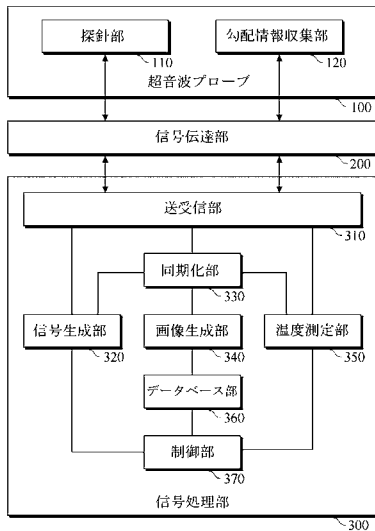 探針部
110
勾配情報収集部
120
超音波プローブ
100
信号伝達部
200
送受信部
310
同期化部
330
信号生成部
320
画像生成部
340
温度測定部
350
データベース部
360
制御部
370
信号処理部
300